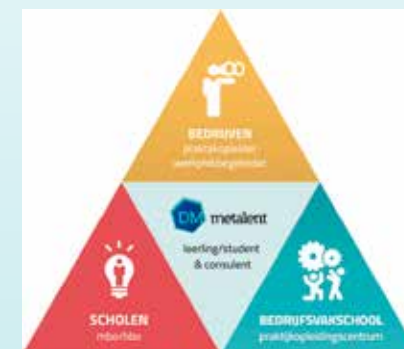 BEDRIJVEN
praktijkopleider
werkplekbegeleider
DM metalent
leerling/student
& consulent
SCHOLEN
mbo/hbo
BEDRIJFSVAKSCHOOL
praktijkopleidingscentrum